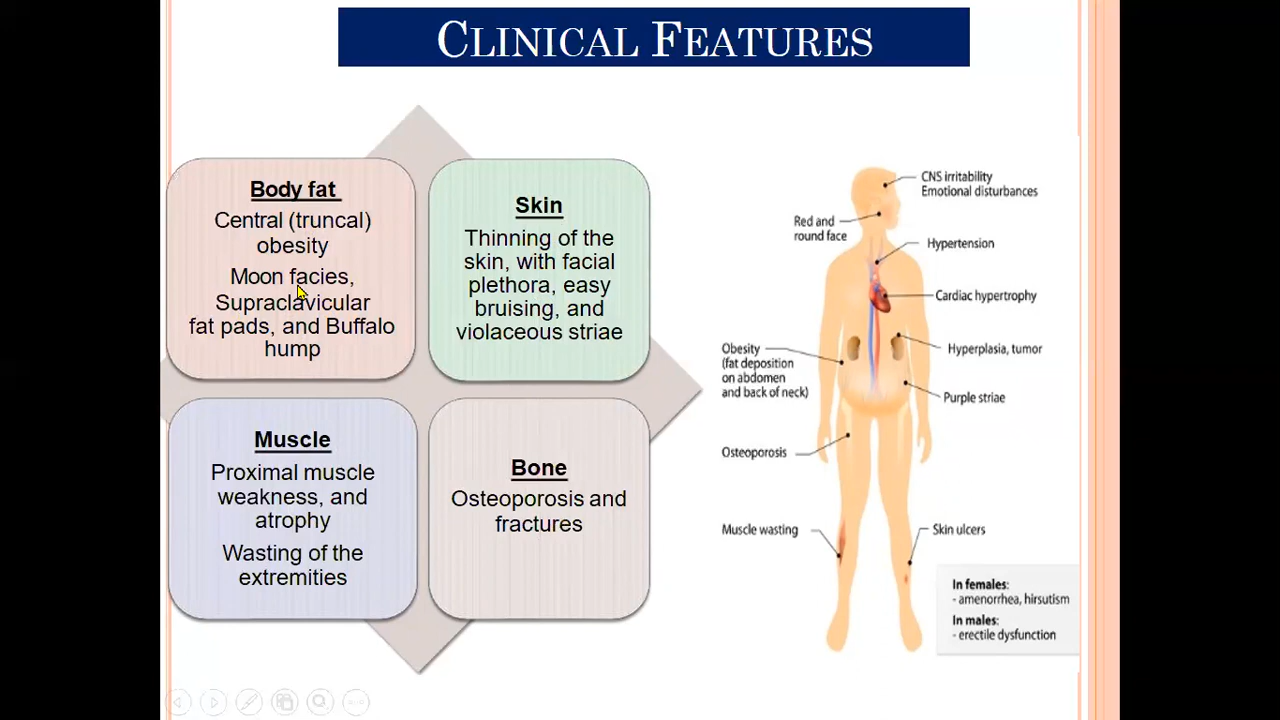 CLINICAL FEATURES
Body fat
Central (truncal)
obesity
Moon facies,
Supraclavicular
fat pads, and Buffalo
hump
Skin
Thinning of the
skin, with facial
plethora, easy
bruising, and
violaceous striae
Muscle
Proximal muscle
weakness, and
atrophy
Wasting of the
extremities
Bone
Osteoporosis and
fractures
CNS irritability
Emotional disturbances
Red and
round face
Hypertension
Cardiac hypertrophy
Obesity
(fat deposition
on abdomen
and back of neck)
Hyperplasia, tumor
Purple striae
Osteoporosis
Muscle wasting
Skin ulcers
In females:
- amenorrhea, hirsutism
In males:
- erectile dysfunction